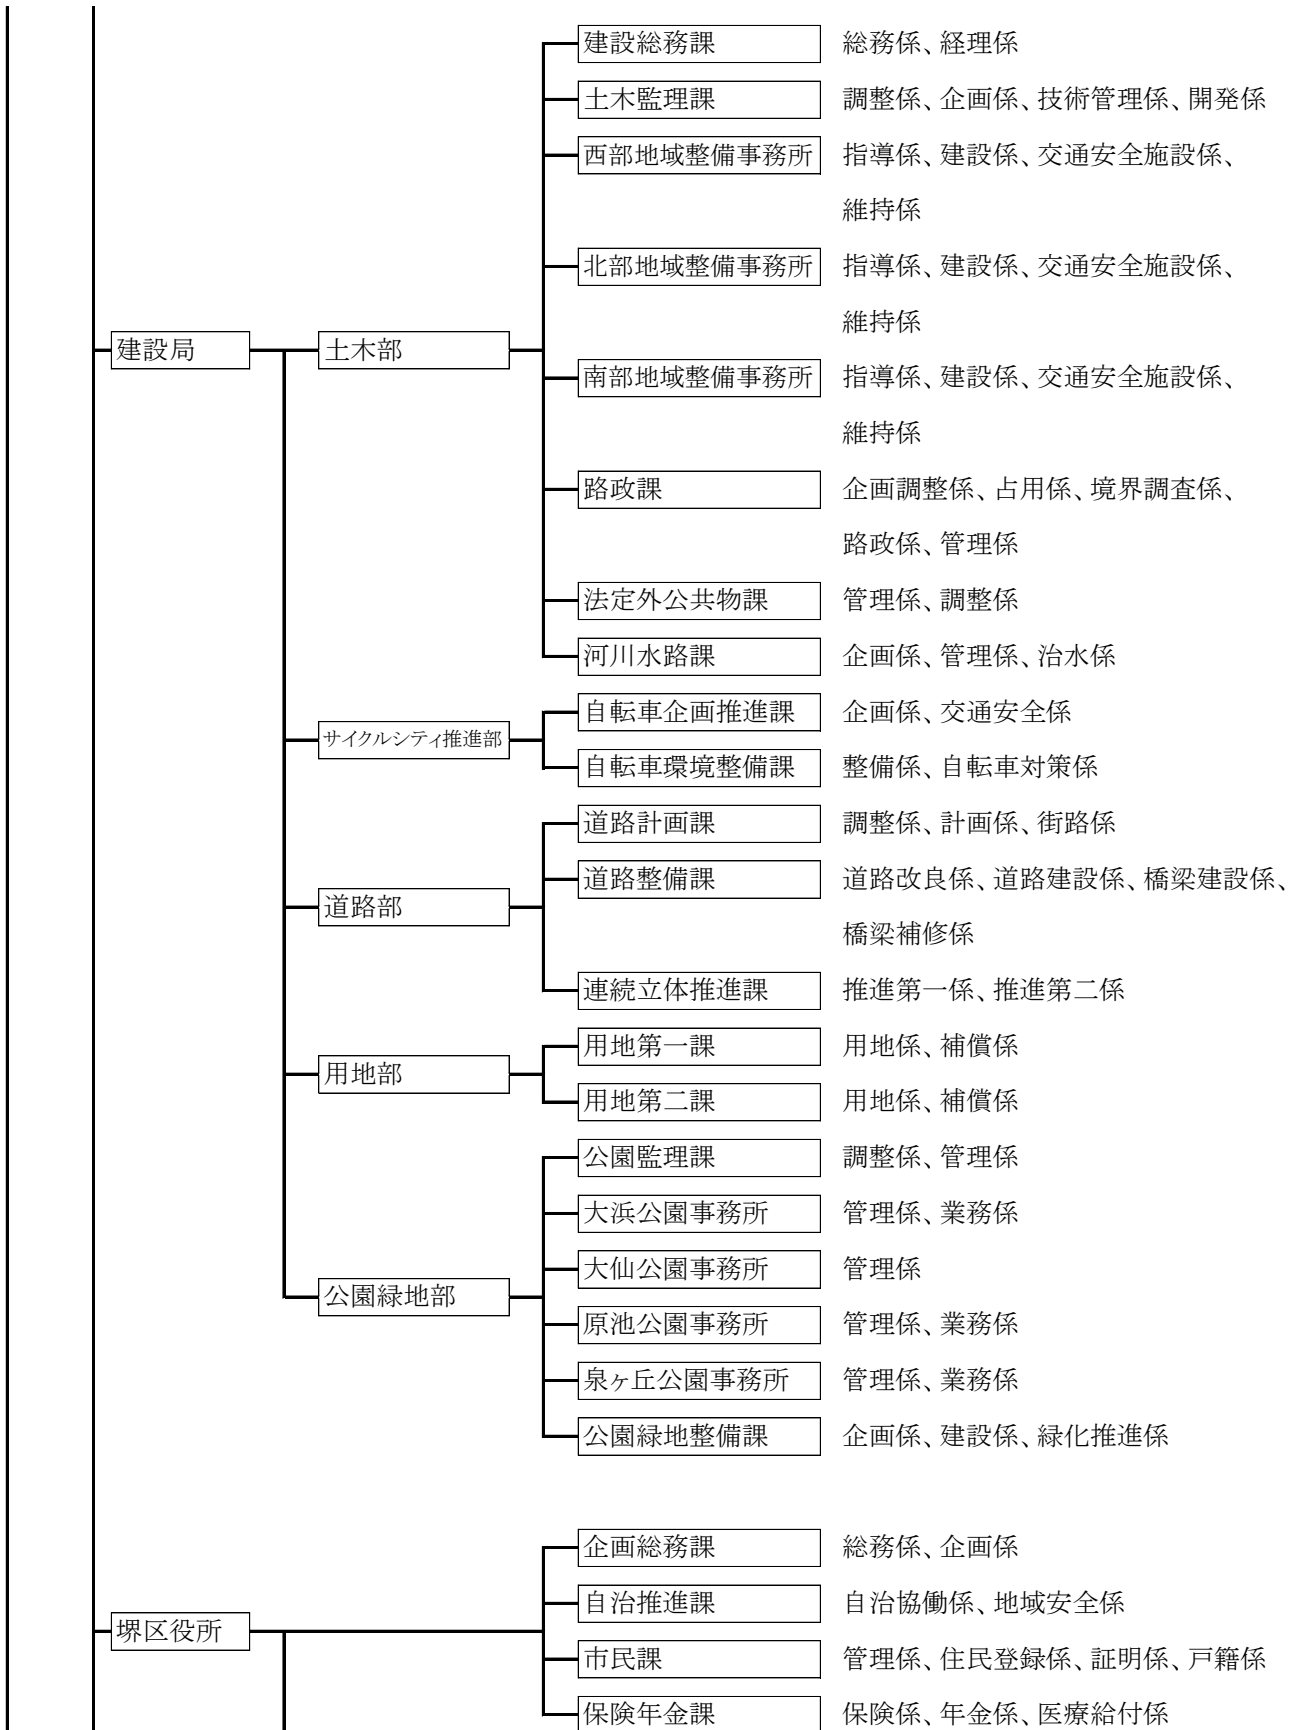 建設総務課 総務係、経理係
土木監理課 調整係、企画係、技術管理係、開発係
西部地域整備事務所 指導係、建設係、交通安全施設係、
維持係
北部地域整備事務所 指導係、建設係、交通安全施設係、
維持係
建設局 土木部
南部地域整備事務所 指導係、建設係、交通安全施設係、
維持係
路政課 企画調整係、占用係、境界調査係、
路政係、管理係
法定外公共物課 管理係、調整係
河川水路課 企画係、管理係、治水係
自転車企画推進課 企画係、交通安全係
サイクルシティ推進部
自転車環境整備課 整備係、自転車対策係
道路計画課 調整係、計画係、街路係
道路整備課 道路改良係、道路建設係、橋梁建設係、
道路部
橋梁補修係
連続立体推進課 推進第一係、推進第二係
用地第一課 用地係、補償係
用地部
用地第二課 用地係、補償係
公園監理課 調整係、管理係
大浜公園事務所 管理係、業務係
大仙公園事務所 管理係
公園緑地部
原池公園事務所 管理係、業務係
泉ヶ丘公園事務所 管理係、業務係
公園緑地整備課 企画係、建設係、緑化推進係
企画総務課 総務係、企画係
自治推進課 自治協働係、地域安全係
堺区役所
市民課 管理係、住民登録係、証明係、戸籍係
保険年金課 保険係、年金係、医療給付係